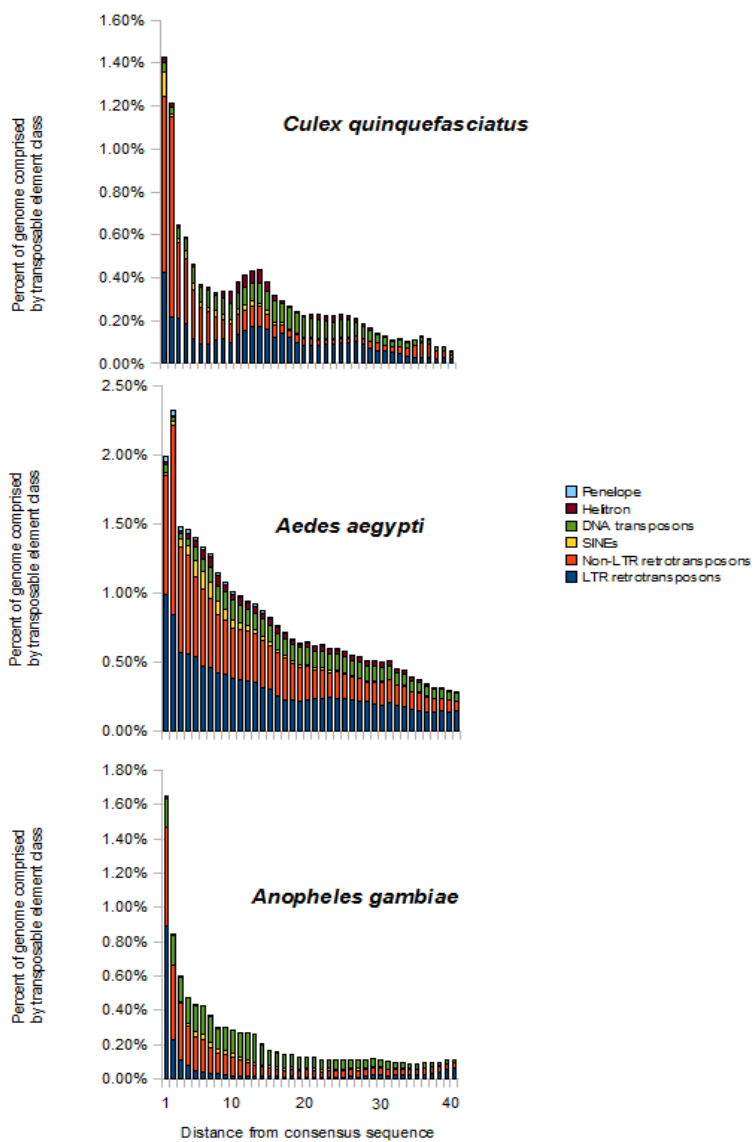 1.60%
1.40%
1.20%
1.00%
0.80%
0.60%
0.40%
0.20%
0.00%
Percent of genome comprised
by transposable element class
Culex quinquefasciatus
2.50%
2.00%
1.50%
1.00%
0.50%
0.00%
Percent of genome comprised
by transposable element class
Aedes aegypti
Penelope
Helitron
DNA transposons
SINEs
Non-LTR retrotransposons
LTR retrotransposons
1.80%
1.60%
1.40%
1.20%
1.00%
0.80%
0.60%
0.40%
0.20%
0.00%
Percent of genome comprised
by transposable element class
Anopheles gambiae
1 10 20 30 40
Distance from consensus sequence